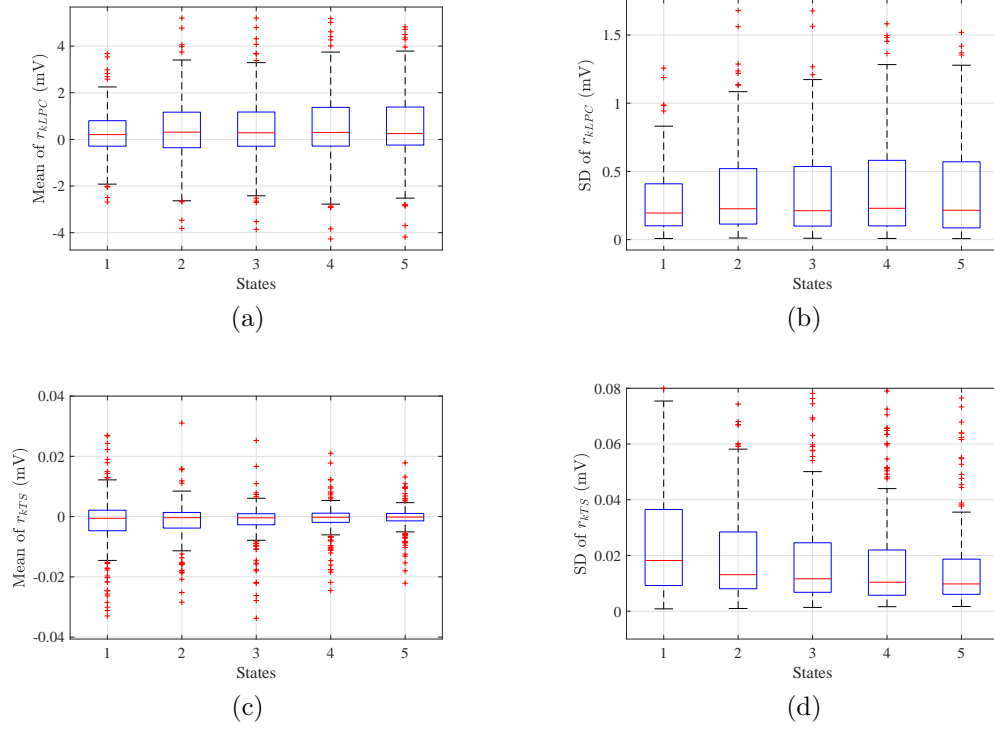 Mean of r_{kLPC} (mV)
4
2
0
-2
-4
1 2 3 4 5
States
(a)
SD of r_{kLPC} (mV)
1.5
1
0.5
0
1 2 3 4 5
States
(b)
Mean of r_{kTS} (mV)
0.04
0.02
0
-0.02
-0.04
1 2 3 4 5
States
(c)
SD of r_{kTS} (mV)
0.08
0.06
0.04
0.02
0
1 2 3 4 5
States
(d)